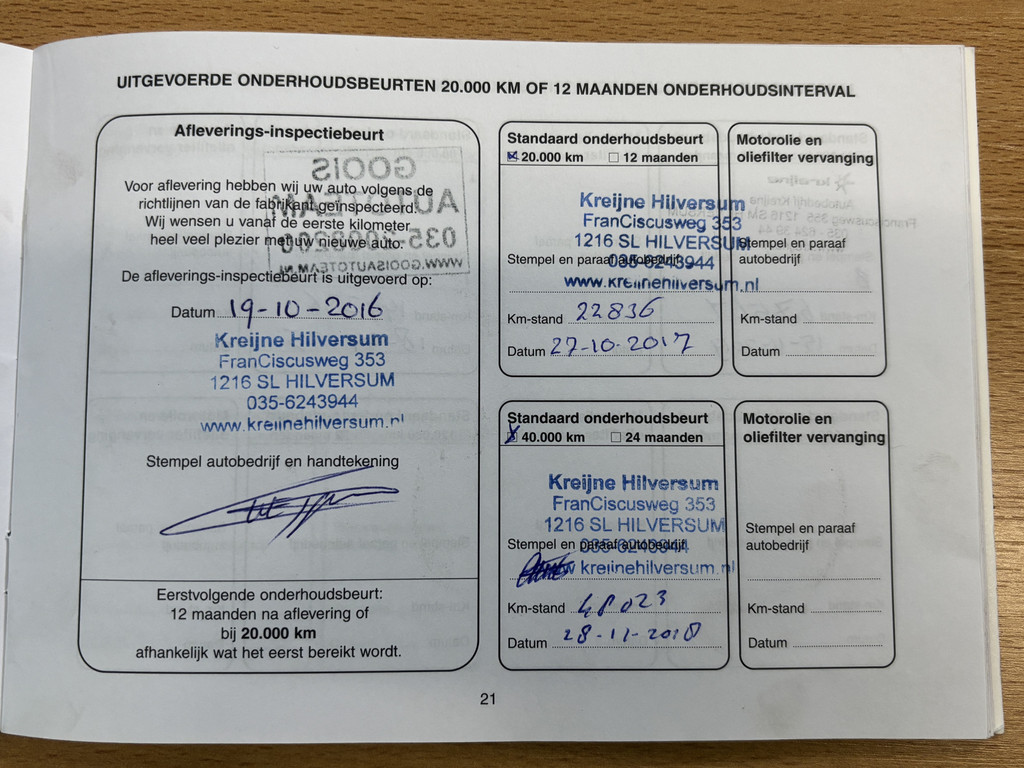 UITGEVOERDE ONDERHOUDSBEURTEN 20.000 KM OF 12 MAANDEN ONDERHOUDSINTERVAL
Afleverings-inspectiebeurt
Voor aflevering hebben wij uw auto volgens de
richtlijnen van de fabrikant geïnspecteerd.
Wij wensen u vanaf de eerste kilometer
heel veel plezier met uw nieuwe auto.
De afleverings-inspectiebeurt is uitgevoerd op:
Datum 19-10-2016
Kreijne Hilversum
FranCiscusweg 353
1216 SL HILVERSUM
035-6243944
www.kreijnehilversum.nl
Stempel autobedrijf en handtekening
Eerstvolgende onderhoudsbeurt:
12 maanden na aflevering of
bij 20.000 km
afhankelijk wat het eerst bereikt wordt.
Standaard onderhoudsbeurt
20.000 km 12 maanden
Kreijne Hilversum
FranCiscusweg 353
1216 SL HILVERSUM
Stempel en paraaf autobedrijf
035-6243944
www.kreijnehilversum.nl
Km-stand 22836
Datum 27-10-2017
Motorolie en
oliefilter vervanging
Stempel en paraaf
autobedrijf
Km-stand
Datum
Standaard onderhoudsbeurt
40.000 km 24 maanden
Kreijne Hilversum
FranCiscusweg 353
1216 SL HILVERSUM
Stempel en paraaf autobedrijf
035-6243944
www.kreijnehilversum.nl
Km-stand 48023
Datum 28-11-2018
Motorolie en
oliefilter vervanging
Stempel en paraaf
autobedrijf
Km-stand
Datum
21